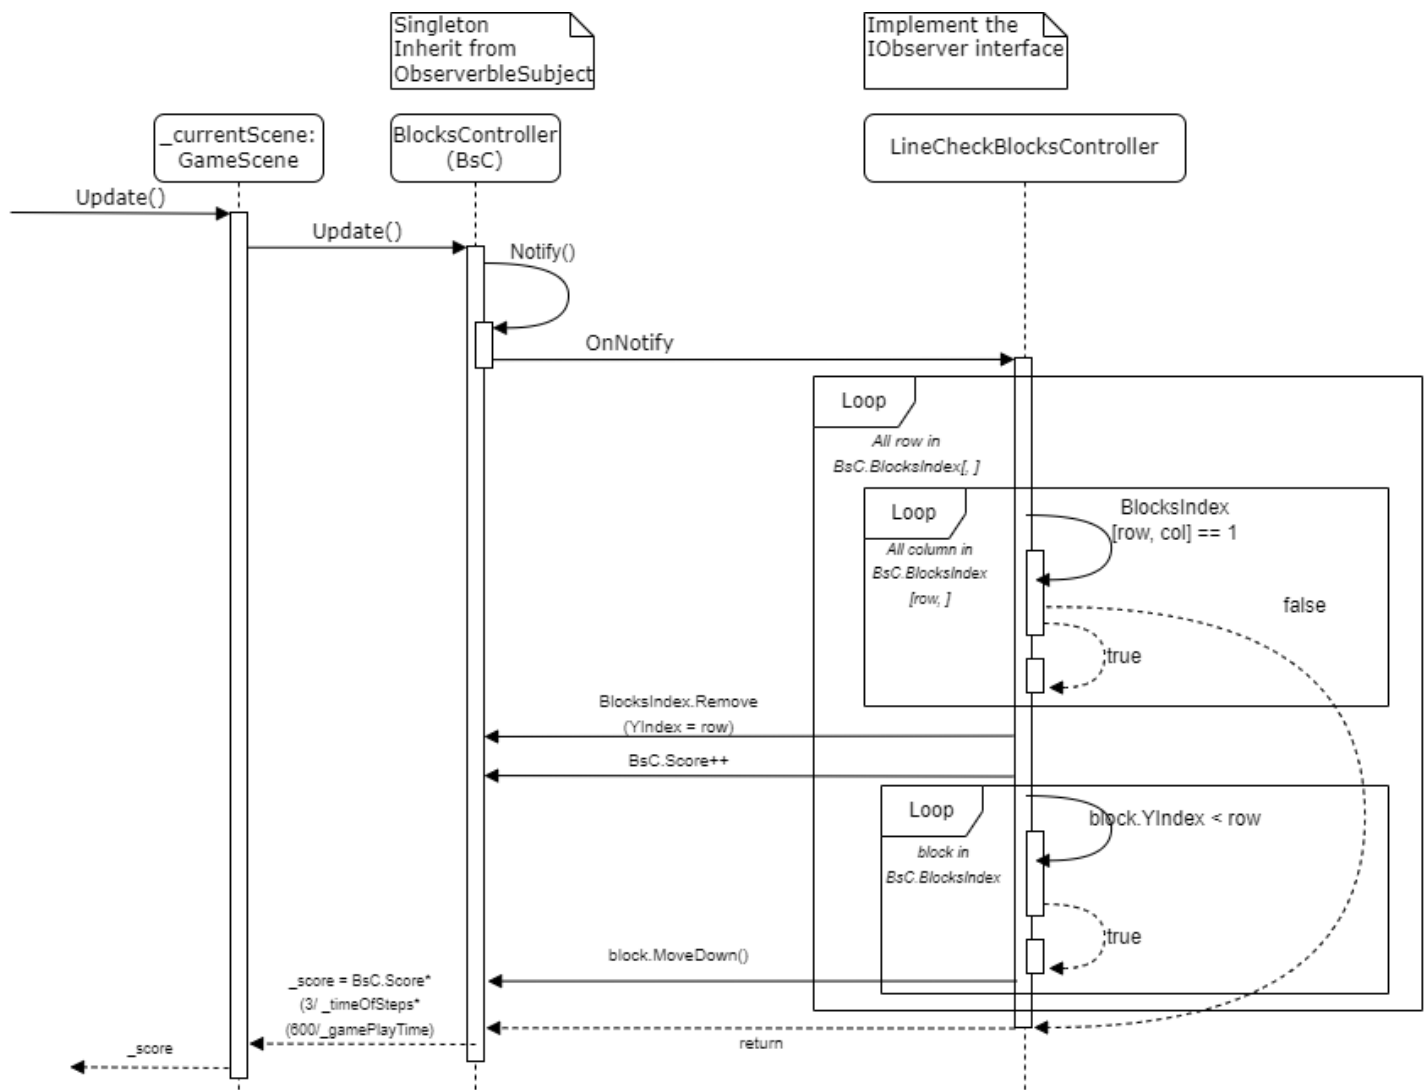 Singleton
Inherit from
ObserverbleSubject
Implement the
IObserver interface
_currentScene:
GameScene
BlocksController
(BsC)
LineCheckBlocksController
Update()
Update()
Notify()
OnNotify
Loop
All row in
BsC.BlocksIndex[, ]
Loop
All column in
BsC.BlocksIndex
[row, ]
BlocksIndex
[row, col] == 1
false
true
BlocksIndex.Remove
(YIndex = row)
BsC.Score++
Loop
block in
BsC.BlocksIndex
block.YIndex < row
true
block.MoveDown()
_score = BsC.Score*
(3/ _timeOfSteps*
(600/_gamePlayTime)
return
_score